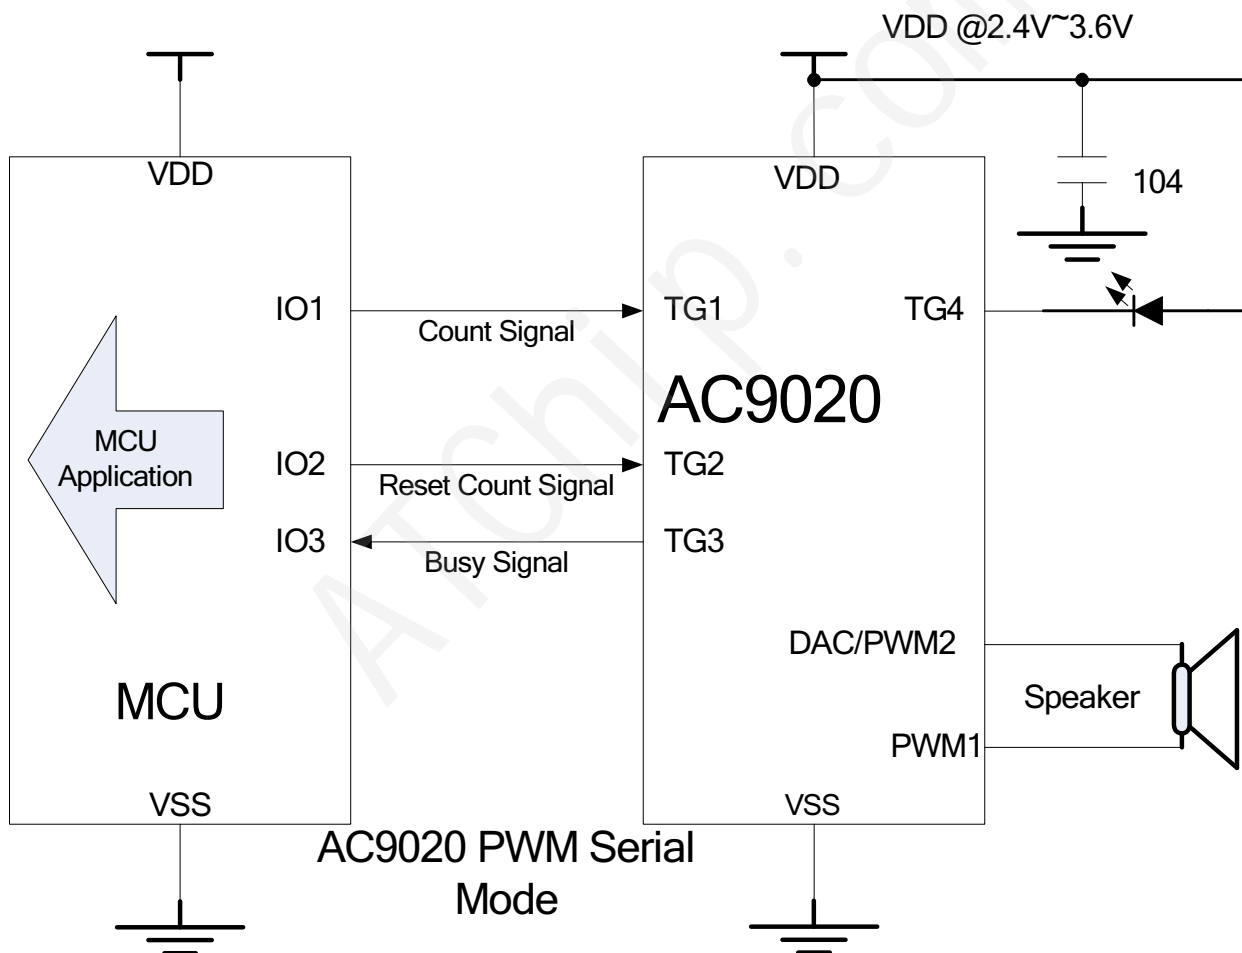 VDD @2.4V~3.6V
VDD
VDD
104
IO1
Count Signal
TG1
TG4
AC9020
MCU
Application
IO2
Reset Count Signal
TG2
IO3
Busy Signal
TG3
DAC/PWM2
MCU
Speaker
PWM1
VSS
VSS
AC9020 PWM Serial
Mode
ATChip.com